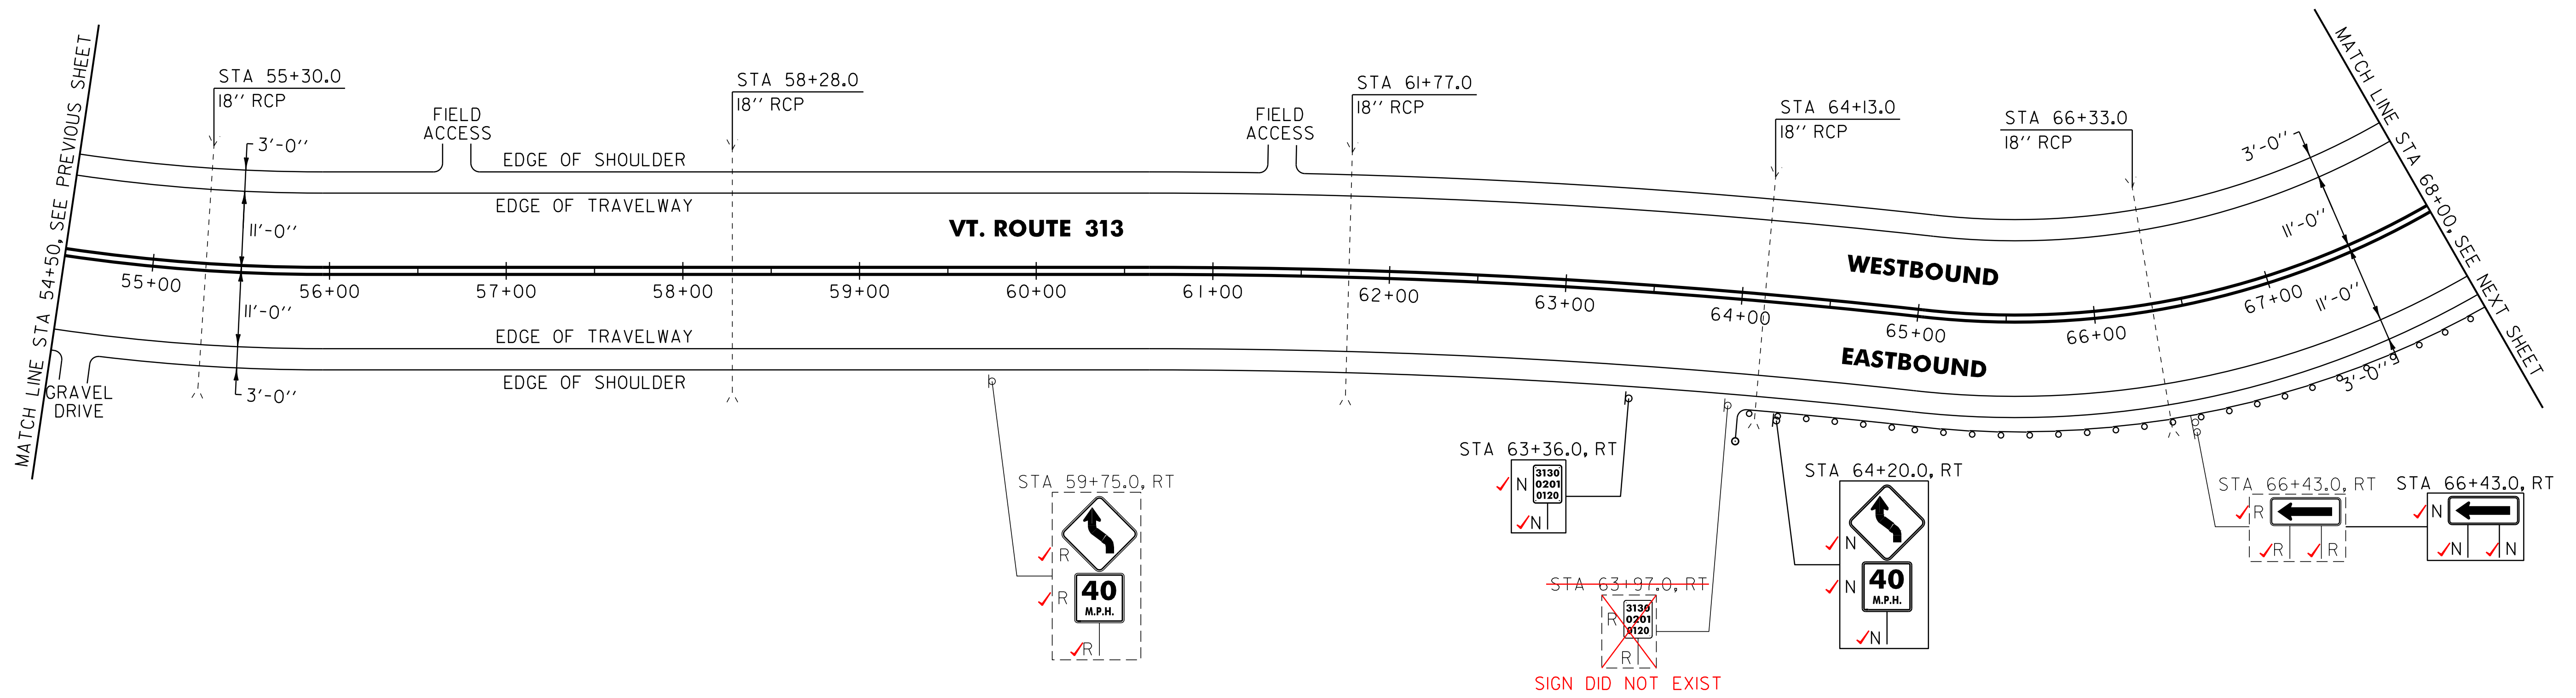 MATCH LINE STA 54+50, SEE PREVIOUS SHEET
STA 55+30.0
18'' RCP
3'-0''
FIELD
ACCESS
EDGE OF SHOULDER
STA 58+28.0
18'' RCP
FIELD
ACCESS
STA 61+77.0
18'' RCP
STA 64+13.0
18'' RCP
STA 66+33.0
18'' RCP
3'-0''
MATCH LINE STA 68+00, SEE NEXT SHEET
EDGE OF TRAVELWAY
11'-0''
VT. ROUTE 313
WESTBOUND
11'-0''
55+00
56+00
57+00
58+00
59+00
60+00
61+00
62+00
63+00
64+00
65+00
66+00
67+00
11'-0''
EDGE OF TRAVELWAY
EASTBOUND
11'-0''
GRAVEL
DRIVE
3'-0''
EDGE OF SHOULDER
3'-0''
STA 59+75.0, RT
R
R
40
M.P.H.
R
STA 63+36.0, RT
N
3130
0201
0120
N
STA 63+97.0, RT
R
3130
0201
0120
R
SIGN DID NOT EXIST
STA 64+20.0, RT
N
N
40
M.P.H.
N
STA 66+43.0, RT
R
R R
STA 66+43.0, RT
N
N N